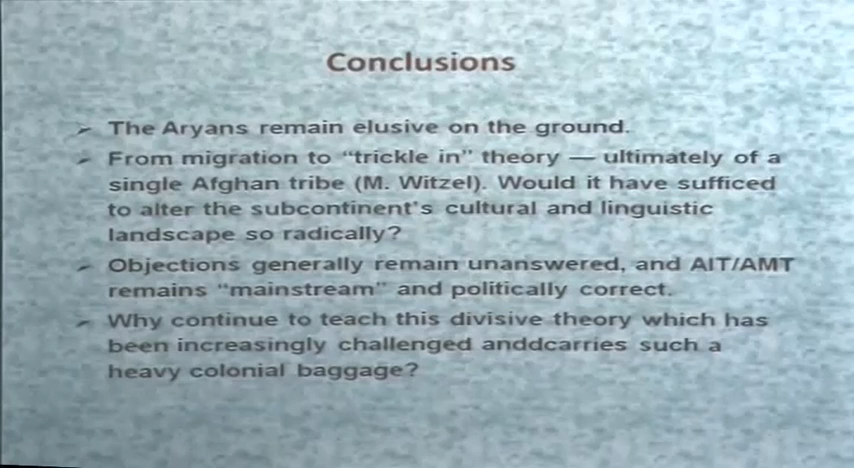 Conclusions
➢ The Aryans remain elusive on the ground.
➢ From migration to “trickle in” theory — ultimately of a
single Afghan tribe (M. Witzel). Would it have sufficed
to alter the subcontinent's cultural and linguistic
landscape so radically?
➢ Objections generally remain unanswered, and AIT/AMT
remains “mainstream” and politically correct.
➢ Why continue to teach this divisive theory which has
been increasingly challenged anddcarries such a
heavy colonial baggage?